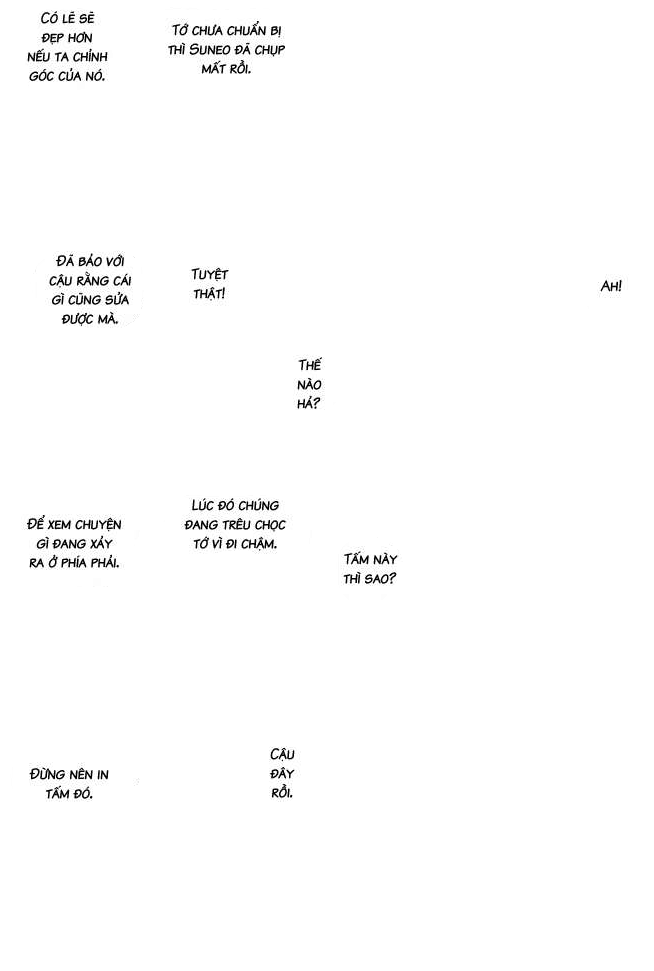 Có lẽ sẽ
đẹp hơn
nếu ta chỉnh
góc của nó.
Tớ chưa chuẩn bị
thì Suneo đã chụp
mất rồi.
Đã bảo với
cậu rằng cái
gì cũng sửa
được mà.
Tuyệt
thật!
Ah!
Thế
nào
hả?
Để xem chuyện
gì đang xảy
ra ở phía phải.
Lúc đó chúng
đang trêu chọc
tớ vì đi chậm.
Tấm này
thì sao?
Đừng nên in
tấm đó.
Cậu
đây
rồi.